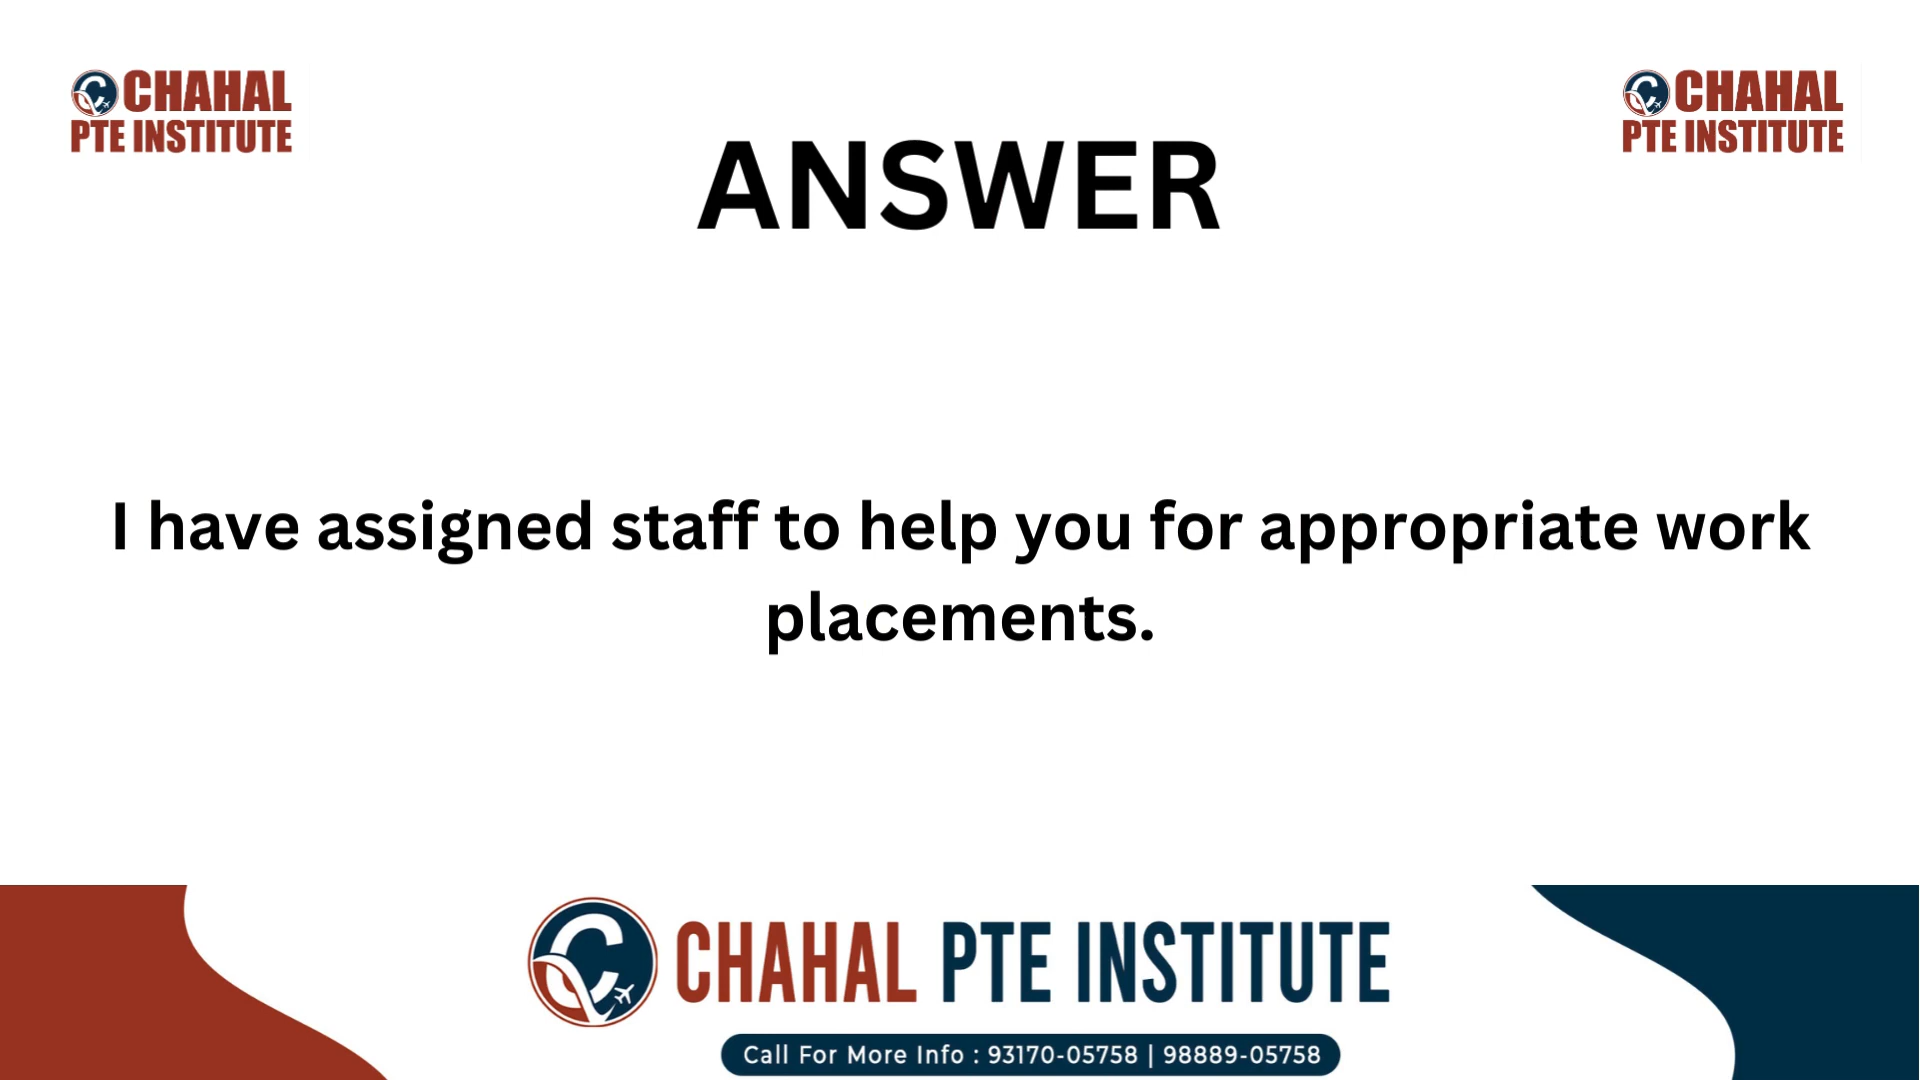 CHAHAL
PTE INSTITUTE
CHAHAL
PTE INSTITUTE
ANSWER
I have assigned staff to help you for appropriate work
placements.
CHAHAL PTE INSTITUTE
Call For More Info : 93170-05758 | 98889-05758